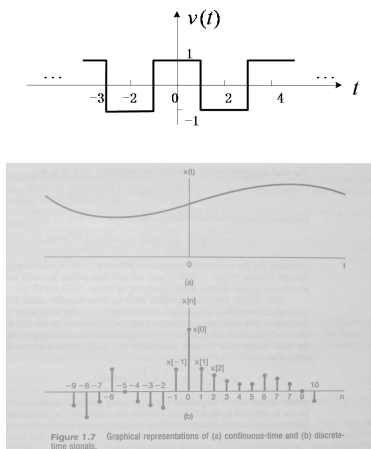 v(t)
1
... ...
-3 -2 0 2 4 t
-1
x(t)
0 t
(a)
x[n]
x[0]
x[-1] x[1]
x[2]
-9 -8 -7 -5 -4 -3 -2 10
-6 -1 0 1 2 3 4 5 6 7 8 9 n
(b)
Figure 1.7 Graphical representations of (a) continuous-time and (b) discrete-
time signals.